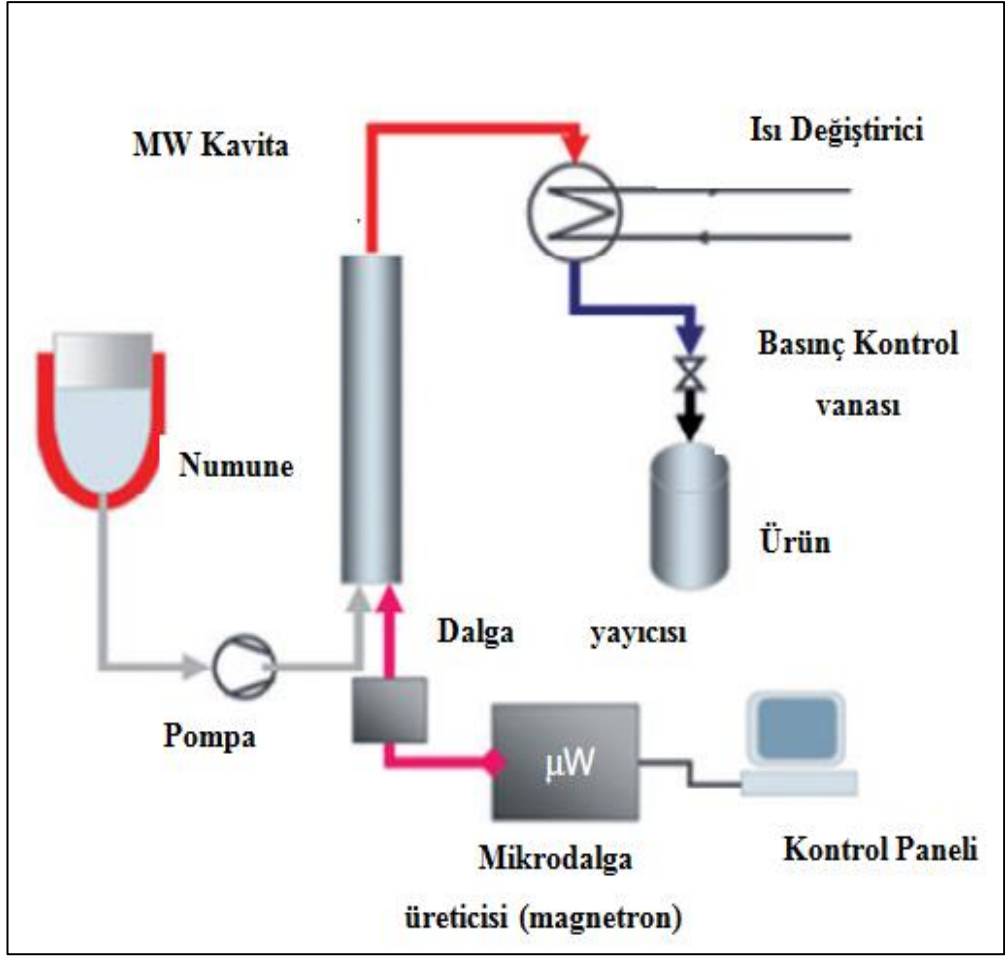 MW Kavita
Isı Değiştirici
Basınç Kontrol
vanası
Numune
Ürün
Dalga yayıcısı
Pompa
µW
Mikrodalga
üreticisi (magnetron)
Kontrol Paneli